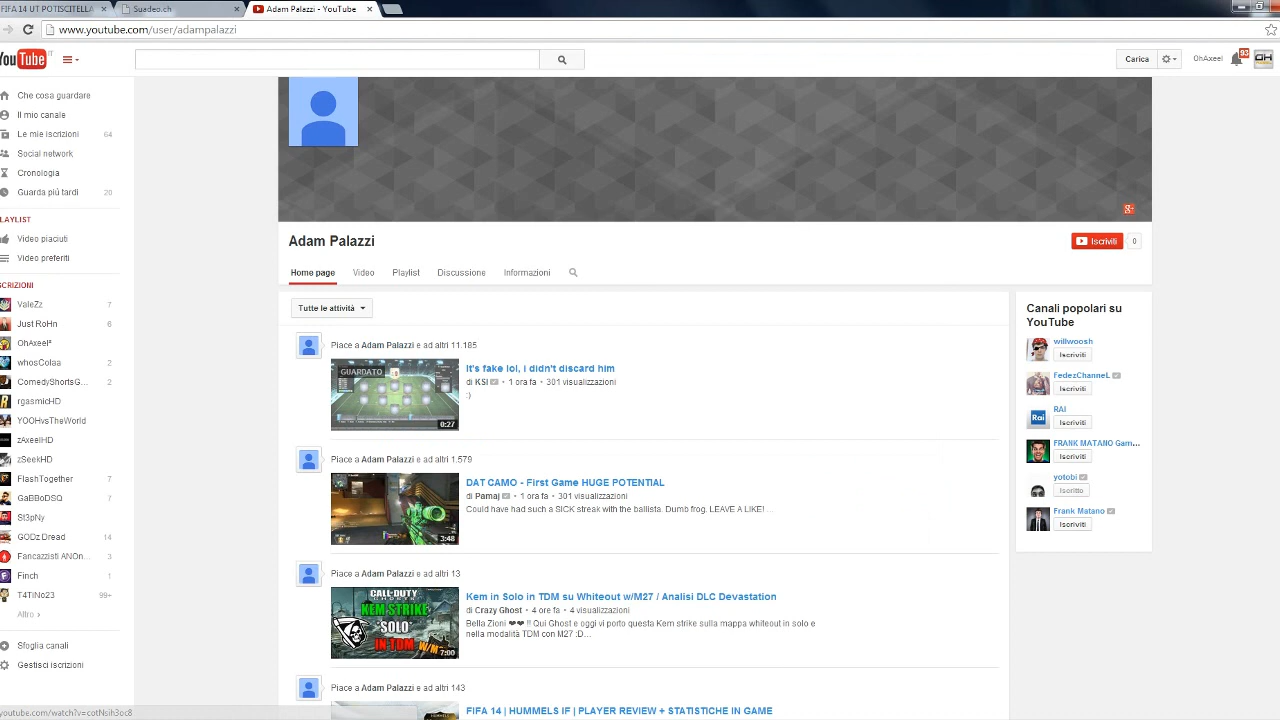 FIFA 14 UT POTISCITELLA
Suadeo.ch
Adam Palazzi - YouTube
www.youtube.com/user/adampalazzi
YouTube IT
Carica
OhAxeel
93
GH
Che cosa guardare
Il mio canale
Le mie iscrizioni 64
Social network
Cronologia
Guarda più tardi 20
PLAYLIST
Video piaciuti
Video preferiti
SCRIZIONI
ValeZz 7
Just RoHn 6
OhAxeel²
whosColaa 2
ComedyShortsG... 2
rgasmicHD
YOOHvsTheWorld
zAxeelHD
zSeekHD
FlashTogether 7
GaBBoDSQ 7
St3pNy
GODz Dread 14
Fancazzisti ANOn... 3
Finch 1
T4TiNo23 99+
Altro ›
Sfoglia canali
Gestisci iscrizioni
youtube.com/watch?v=cotNsih3oc8
Adam Palazzi
Iscriviti 0
Home page Video Playlist Discussione Informazioni
Tutte le attività
Piace a Adam Palazzi e ad altri 11.185
GUARDATO
0:27
It's fake lol, i didn't discard him
di KSI • 1 ora fa • 301 visualizzazioni
:)
Piace a Adam Palazzi e ad altri 1.579
3:48
DAT CAMO - First Game HUGE POTENTIAL
di Pamaj • 1 ora fa • 301 visualizzazioni
Could have had such a SICK streak with the ballista. Dumb frog. LEAVE A LIKE! ...
Piace a Adam Palazzi e ad altri 13
CALL OF DUTY
GHOSTS
KEM STRIKE
SOLO
IN TDM W/M27
7:00
Kem in Solo in TDM su Whiteout w/M27 / Analisi DLC Devastation
di Crazy Ghost • 4 ore fa • 4 visualizzazioni
Bella Zioni ❤❤ !! Qui Ghost e oggi vi porto questa Kem strike sulla mappa whiteout in solo e
nella modalità TDM con M27 :D...
Piace a Adam Palazzi e ad altri 143
HUMMELS
FIFA 14 | HUMMELS IF | PLAYER REVIEW + STATISTICHE IN GAME
Canali popolari su
YouTube
willwoosh
Iscriviti
FedezChanneL
Iscriviti
Rai
RAI
Iscriviti
FRANK MATANO Gam...
Iscriviti
yotobi
Iscritto
Frank Matano
Iscriviti